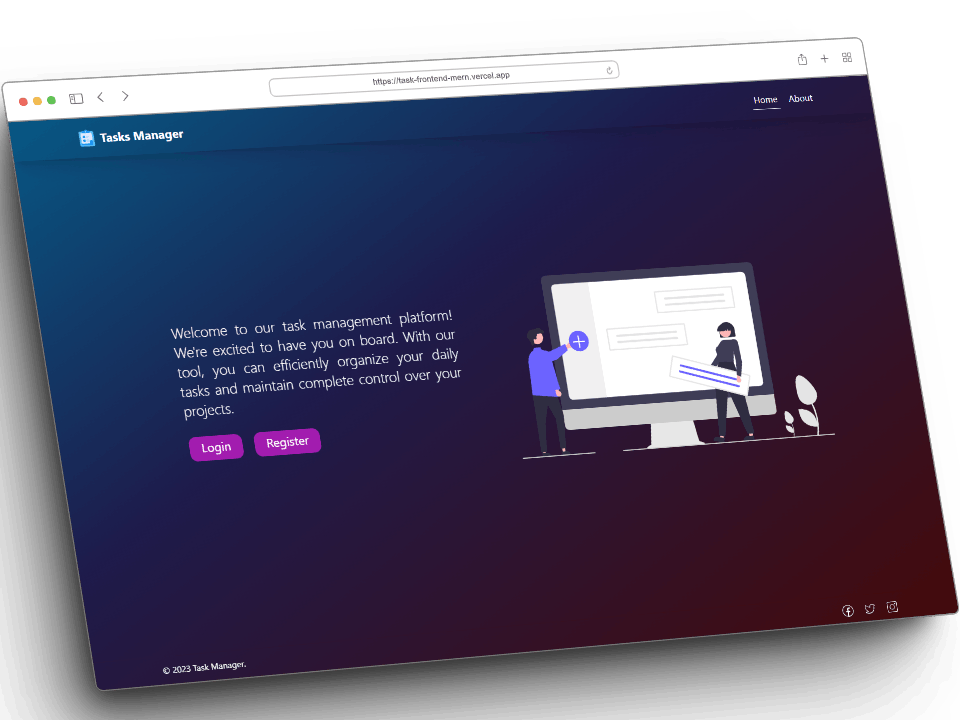 https://task-frontend-mern.vercel.app
Tasks Manager
Home About
Welcome to our task management platform!
We're excited to have you on board. With our
tool, you can efficiently organize your daily
tasks and maintain complete control over your
projects.
Login Register
© 2023 Task Manager.